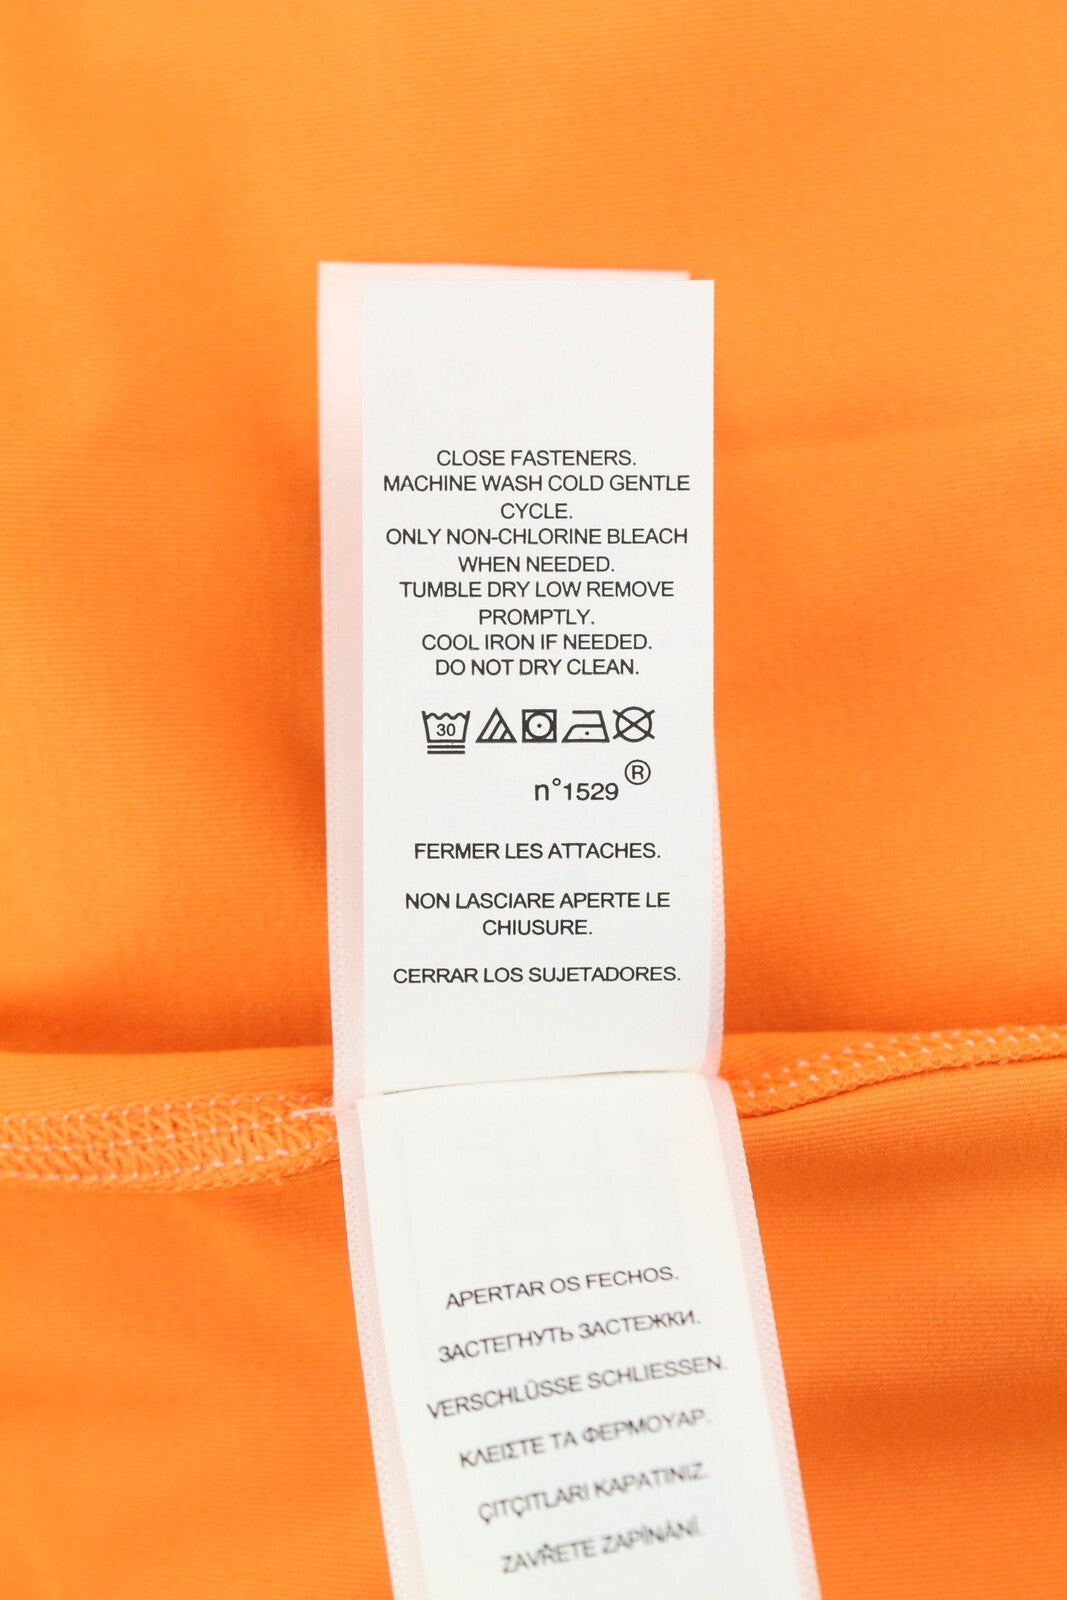 CLOSE FASTENERS.
MACHINE WASH COLD GENTLE
CYCLE.
ONLY NON-CHLORINE BLEACH
WHEN NEEDED.
TUMBLE DRY LOW REMOVE
PROMPTLY.
COOL IRON IF NEEDED.
DO NOT DRY CLEAN.
30
n°1529®
FERMER LES ATTACHES.
NON LASCIARE APERTE LE
CHIUSURE.
CERRAR LOS SUJETADORES.
APERTAR OS FECHOS.
ЗАСТЕГНУТЬ ЗАСТЕЖКИ.
VERSCHLÜSSE SCHLIESSEN.
ΚΛΕΙΣΤΕ ΤΑ ΦΕΡΜΟΥΑΡ.
ÇITÇITLARI KAPATINIZ.
ZAVŘETE ZAPÍNÁNÍ.